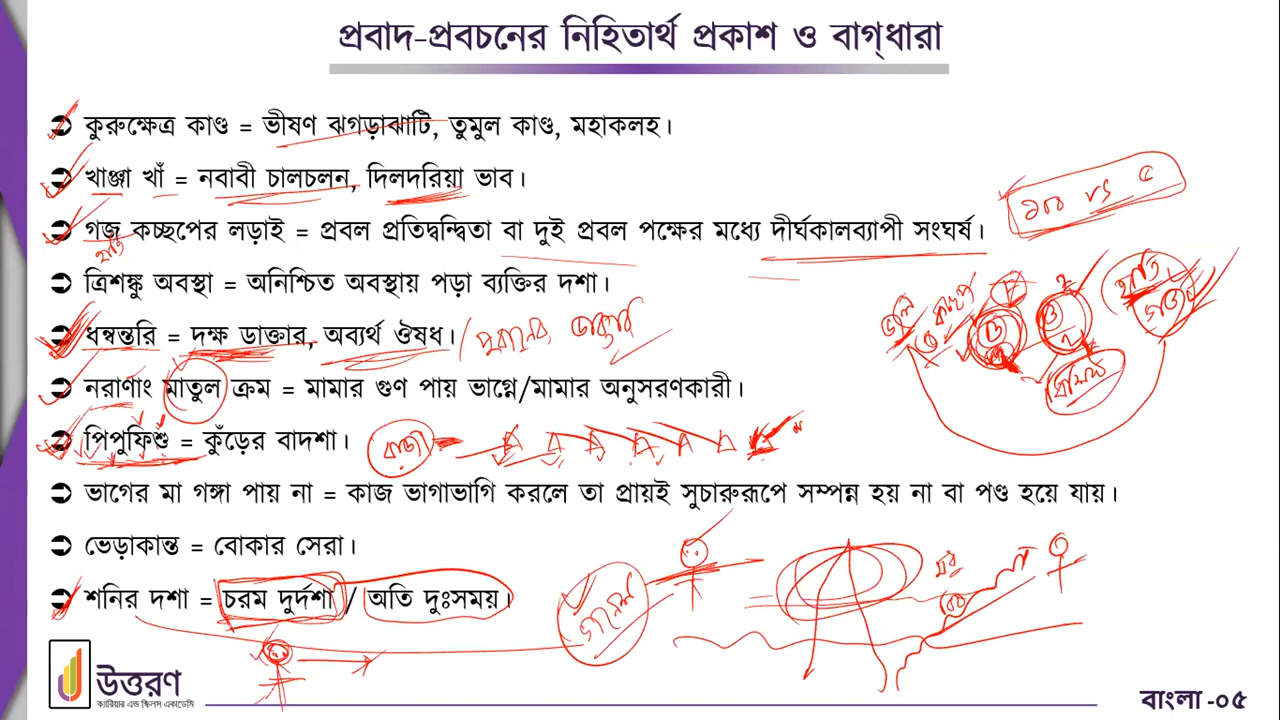 প্রবাদ-প্রবচনের নিহিতার্থ প্রকাশ ও বাগ্‌ধারা
কুরুক্ষেত্র কাণ্ড = ভীষণ ঝগড়াঝাটি, তুমুল কাণ্ড, মহাকলহ।
খাঞ্জা খাঁ = নবাবী চালচলন, দিলদরিয়া ভাব।
গজ কচ্ছপের লড়াই = প্রবল প্রতিদ্বন্দ্বিতা বা দুই প্রবল পক্ষের মধ্যে দীর্ঘকালব্যাপী সংঘর্ষ।
ত্রিশঙ্কু অবস্থা = অনিশ্চিত অবস্থায় পড়া ব্যক্তির দশা।
ধন্বন্তরি = দক্ষ ডাক্তার, অব্যর্থ ঔষধ।
নরাণাং মাতুল ক্রম = মামার গুণ পায় ভাগ্নে/মামার অনুসরণকারী।
পিপুফিশু = কুঁড়ের বাদশা।
ভাগের মা গঙ্গা পায় না = কাজ ভাগাভাগি করলে তা প্রায়ই সুচারুরূপে সম্পন্ন হয় না বা পণ্ড হয়ে যায়।
ভেড়াকান্ত = বোকার সেরা।
শনির দশা = চরম দুর্দশা / অতি দুঃসময়।
উত্তরণ
ক্যারিয়ার এন্ড স্কিলস একাডেমি
বাংলা -০৫